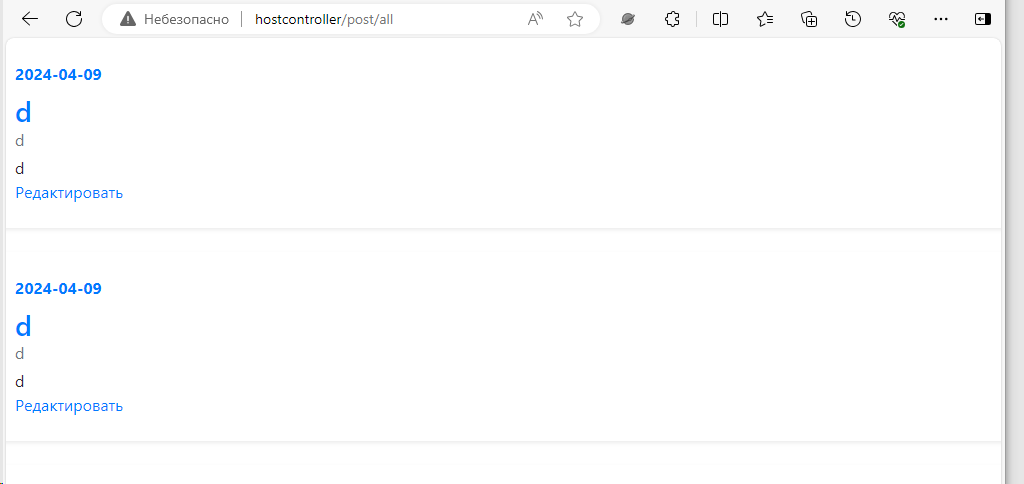 Небезопасно hostcontroller/post/all
2024-04-09
d
d
d
Редактировать
2024-04-09
d
d
d
Редактировать